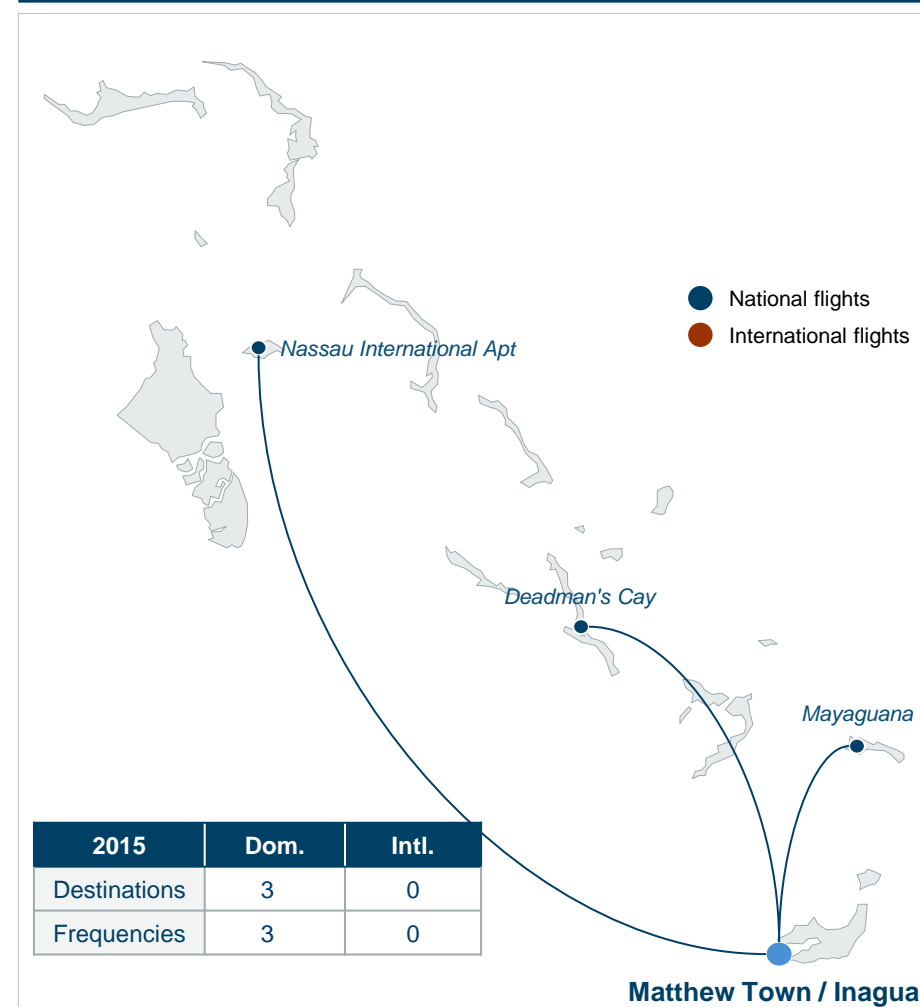 National flights
International flights
Nassau International Apt
Deadman's Cay
Mayaguana
2015 Dom. Intl.
Destinations 3 0
Frequencies 3 0
Matthew Town / Inagua